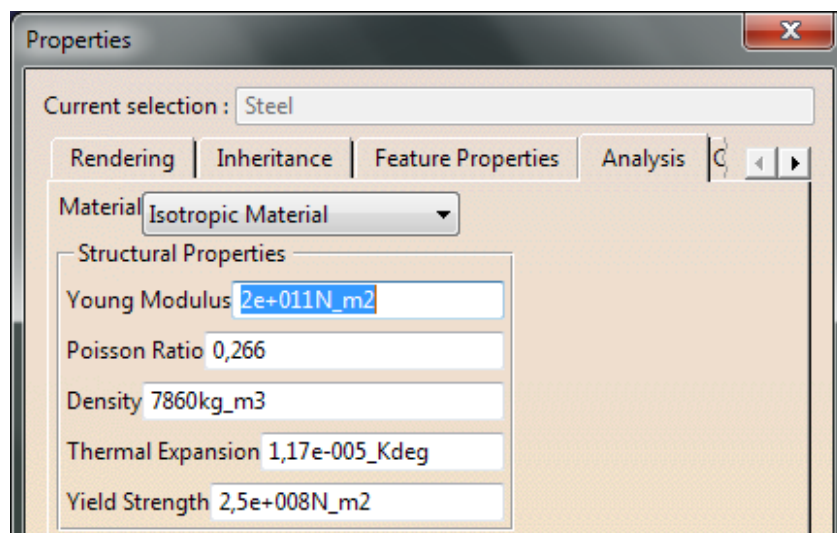 Properties
Current selection : Steel
Rendering Inheritance Feature Properties Analysis
Material Isotropic Material
Structural Properties
Young Modulus 2e+011N_m2
Poisson Ratio 0,266
Density 7860kg_m3
Thermal Expansion 1,17e-005_Kdeg
Yield Strength 2,5e+008N_m2